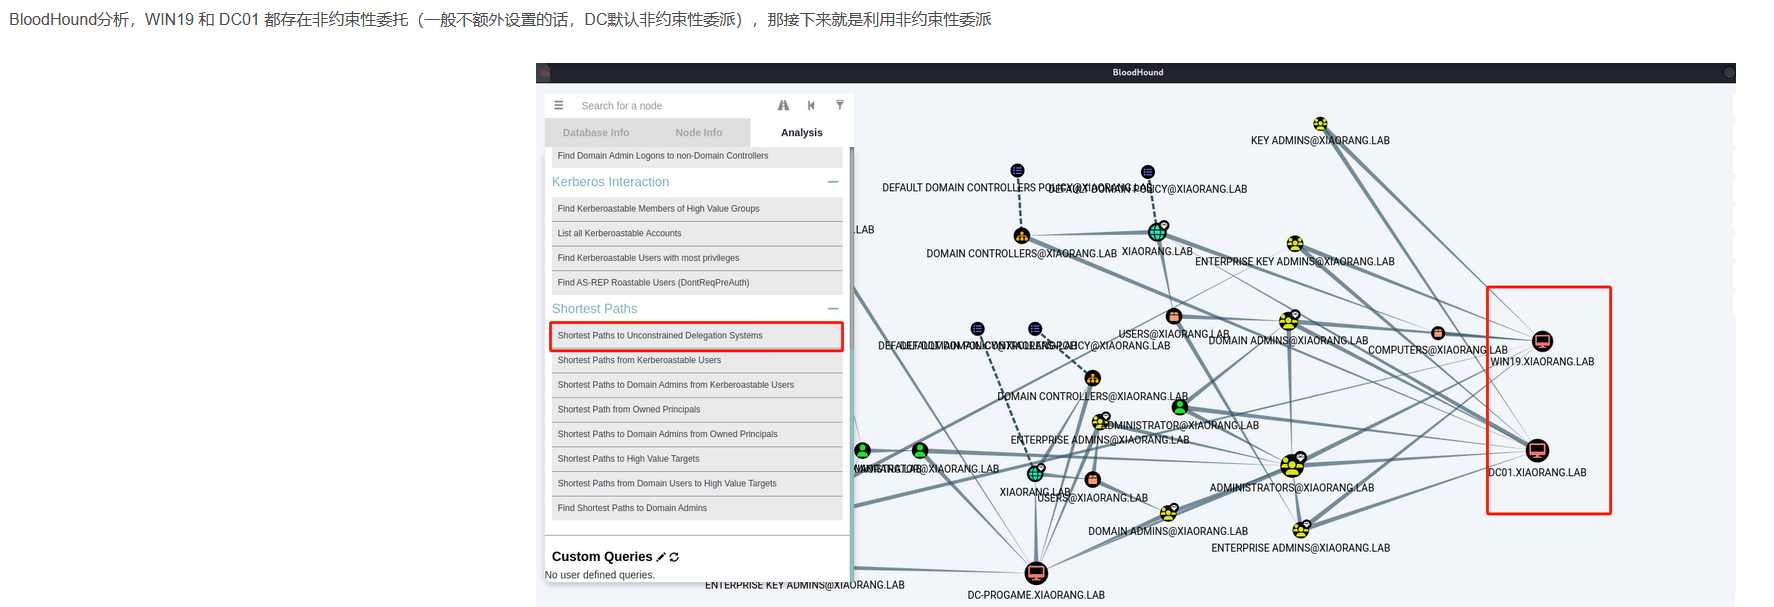 BloodHound分析，WIN19 和 DC01 都存在非约束性委托（一般不额外设置的话，DC默认非约束性委派），那接下来就是利用非约束性委派
BloodHound
Search for a node
Database Info
Node Info
Analysis
Find Domain Admin Logons to non-Domain Controllers
Kerberos Interaction
Find Kerberoastable Members of High Value Groups
List all Kerberoastable Accounts
Find Kerberoastable Users with most privileges
Find AS-REP Roastable Users (DontReqPreAuth)
Shortest Paths
Shortest Paths to Unconstrained Delegation Systems
Shortest Paths from Kerberoastable Users
Shortest Paths to Domain Admins from Kerberoastable Users
Shortest Path from Owned Principals
Shortest Paths to Domain Admins from Owned Principals
Shortest Paths to High Value Targets
Shortest Paths from Domain Users to High Value Targets
Find Shortest Paths to Domain Admins
Custom Queries
No user defined queries.
KEY ADMINS@XIAORANG.LAB
DEFAULT DOMAIN CONTROLLERS POLICY@XIAORANG.LAB
DEFAULT DOMAIN POLICY@XIAORANG.LAB
.LAB
DOMAIN CONTROLLERS@XIAORANG.LAB
XIAORANG.LAB
ENTERPRISE KEY ADMINS@XIAORANG.LAB
USERS@XIAORANG.LAB
DOMAIN ADMINS@XIAORANG.LAB
COMPUTERS@XIAORANG.LAB
WIN19.XIAORANG.LAB
DOMAIN CONTROLLERS@XIAORANG.LAB
ADMINISTRATOR@XIAORANG.LAB
ENTERPRISE ADMINS@XIAORANG.LAB
@XIAORANG.LAB
DC01.XIAORANG.LAB
XIAORANG.LAB
USERS@XIAORANG.LAB
ADMINISTRATORS@XIAORANG.LAB
DOMAIN ADMINS@XIAORANG.LAB
ENTERPRISE ADMINS@XIAORANG.LAB
ENTERPRISE KEY ADMINS@XIAORANG.LAB
DC-PROGAME.XIAORANG.LAB